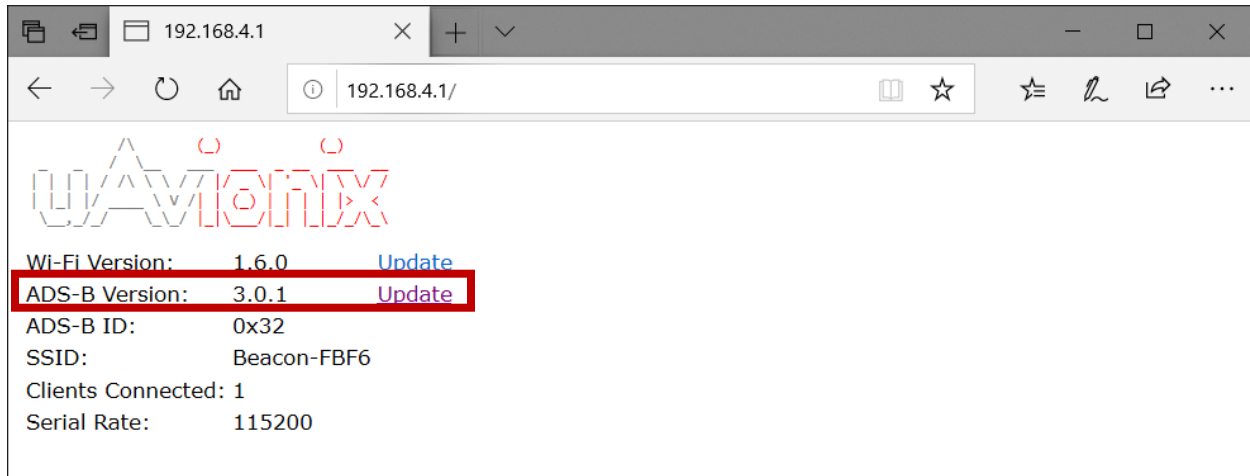 192.168.4.1
192.168.4.1/
uAvionix
Wi-Fi Version: 1.6.0 Update
ADS-B Version: 3.0.1 Update
ADS-B ID: 0x32
SSID: Beacon-FBF6
Clients Connected: 1
Serial Rate: 115200